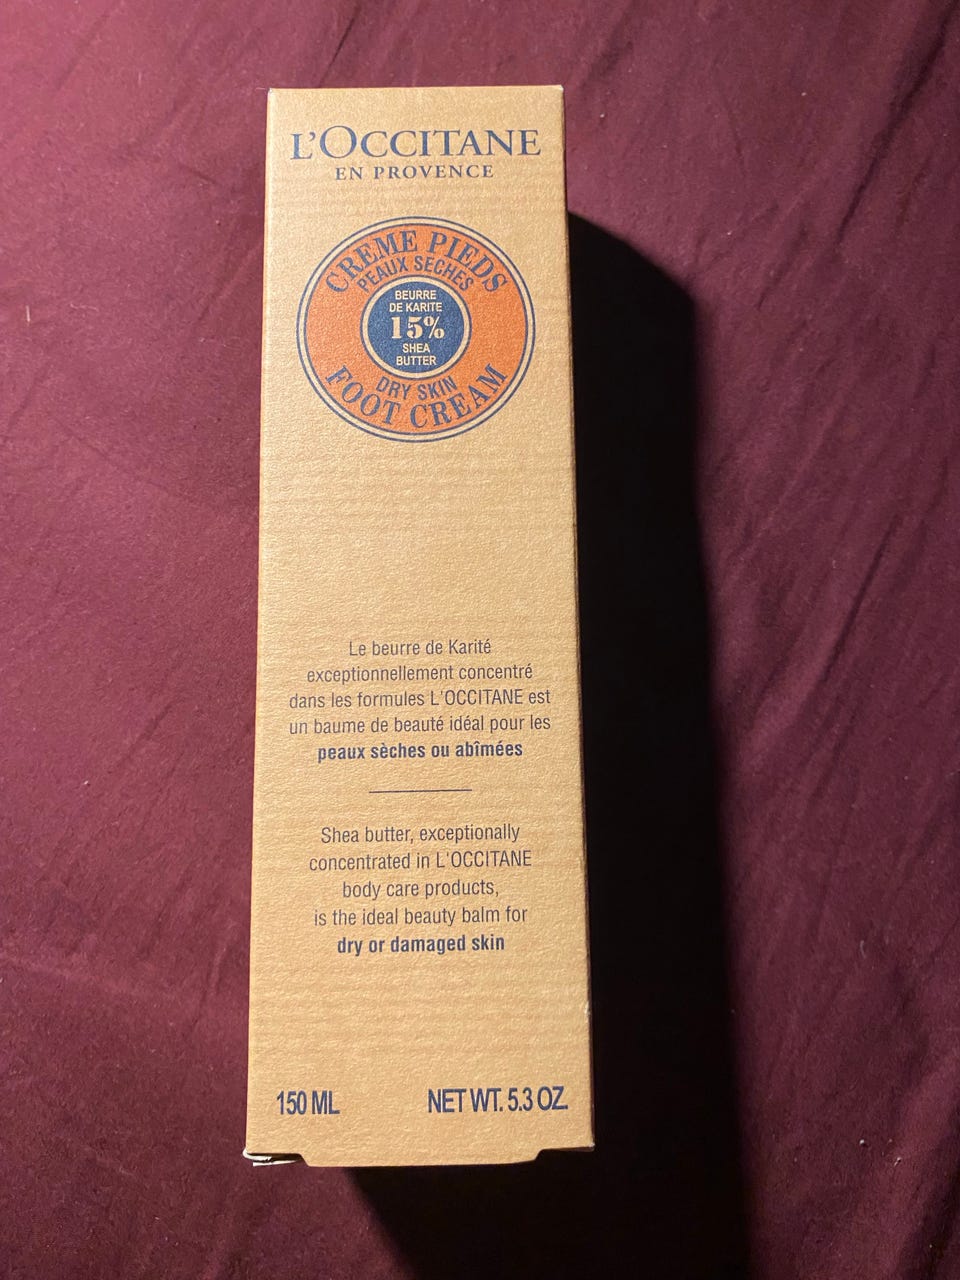 L'OCCITANE
EN PROVENCE
CREME PIEDS
PEAUX SECHES
BEURRE
DE KARITE
15%
SHEA
BUTTER
DRY SKIN
FOOT CREAM
Le beurre de Karité
exceptionnellement concentré
dans les formules L'OCCITANE est
un baume de beauté idéal pour les
peaux sèches ou abîmées
Shea butter, exceptionally
concentrated in L'OCCITANE
body care products,
is the ideal beauty balm for
dry or damaged skin
150 ML NET WT. 5.3 OZ.